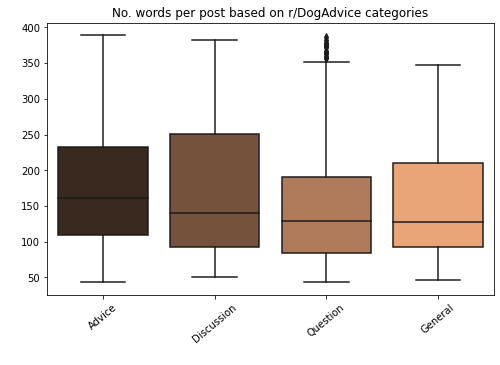 No. words per post based on r/DogAdvice categories
400
350
300
250
200
150
100
50
Advice
Discussion
Question
General